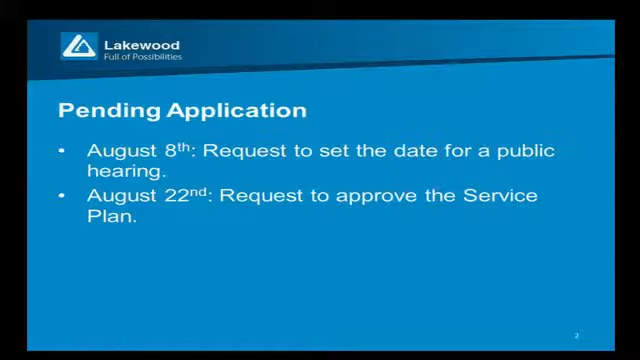 Lakewood
Full of Possibilities
Pending Application
• August 8th: Request to set the date for a public
hearing.
• August 22nd: Request to approve the Service
Plan.
2